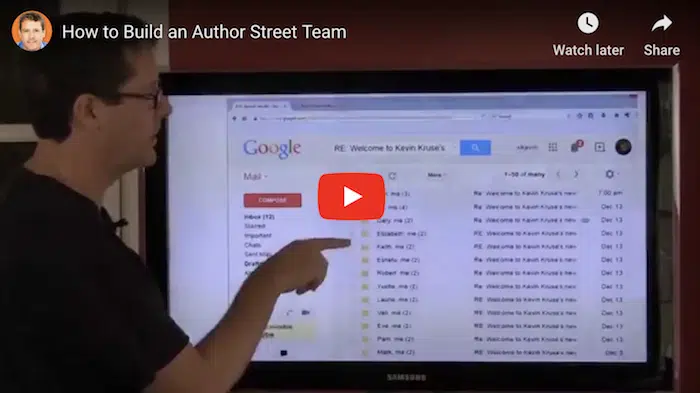 How to Build an Author Street Team
Watch later
Share
Google
RE: Welcome to Kevin Kruse's
Mail
More
1-50 of many
COMPOSE
Inbox (12)
Starred
Important
Chats
Sent Mail
Drafts
me (3) Re: Welcome to Kevin Kruse's new 7:00 am
me (4) Re: Welcome to Kevin Kruse's new Dec 13
Gary, me (2) Re: Welcome to Kevin Kruse's new Dec 13
Elizabeth, me (2) RE: Welcome to Kevin Kruse's new Dec 13
Keith, me (2) RE: Welcome to Kevin Kruse's new Dec 13
me (2) RE: Welcome to Kevin Kruse's new Dec 13
Robert, me (2) RE: Welcome to Kevin Kruse's new Dec 13
Yvette, me (2) Re: Welcome to Kevin Kruse's new Dec 13
Laurie, me (2) Re: Welcome to Kevin Kruse's new Dec 13
me (2) RE: Welcome to Kevin Kruse's new Dec 13
Eve, me (2) RE: Welcome to Kevin Kruse's new Dec 13
Pam, me (2) RE: Welcome to Kevin Kruse's new Dec 13
Mark, me (2) RE: Welcome to Kevin Kruse's new
SAMSUNG